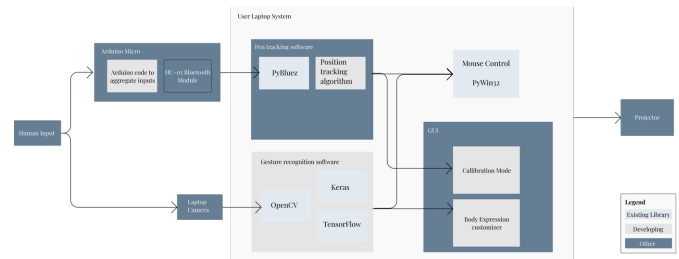 User Laptop System
Arduino Micro
Arduino code to
aggregate inputs
HC-05 Bluetooth
Module
Pen tracking software
PyBluez
Position
tracking
algorithm
Mouse Control
PyWin32
Projector
Human Input
GUI
Callibration Mode
Gesture recognition software
Keras
OpenCV
TensorFlow
Laptop
Camera
Body Expression
customizer
Legend
Existing Library
Developing
Other